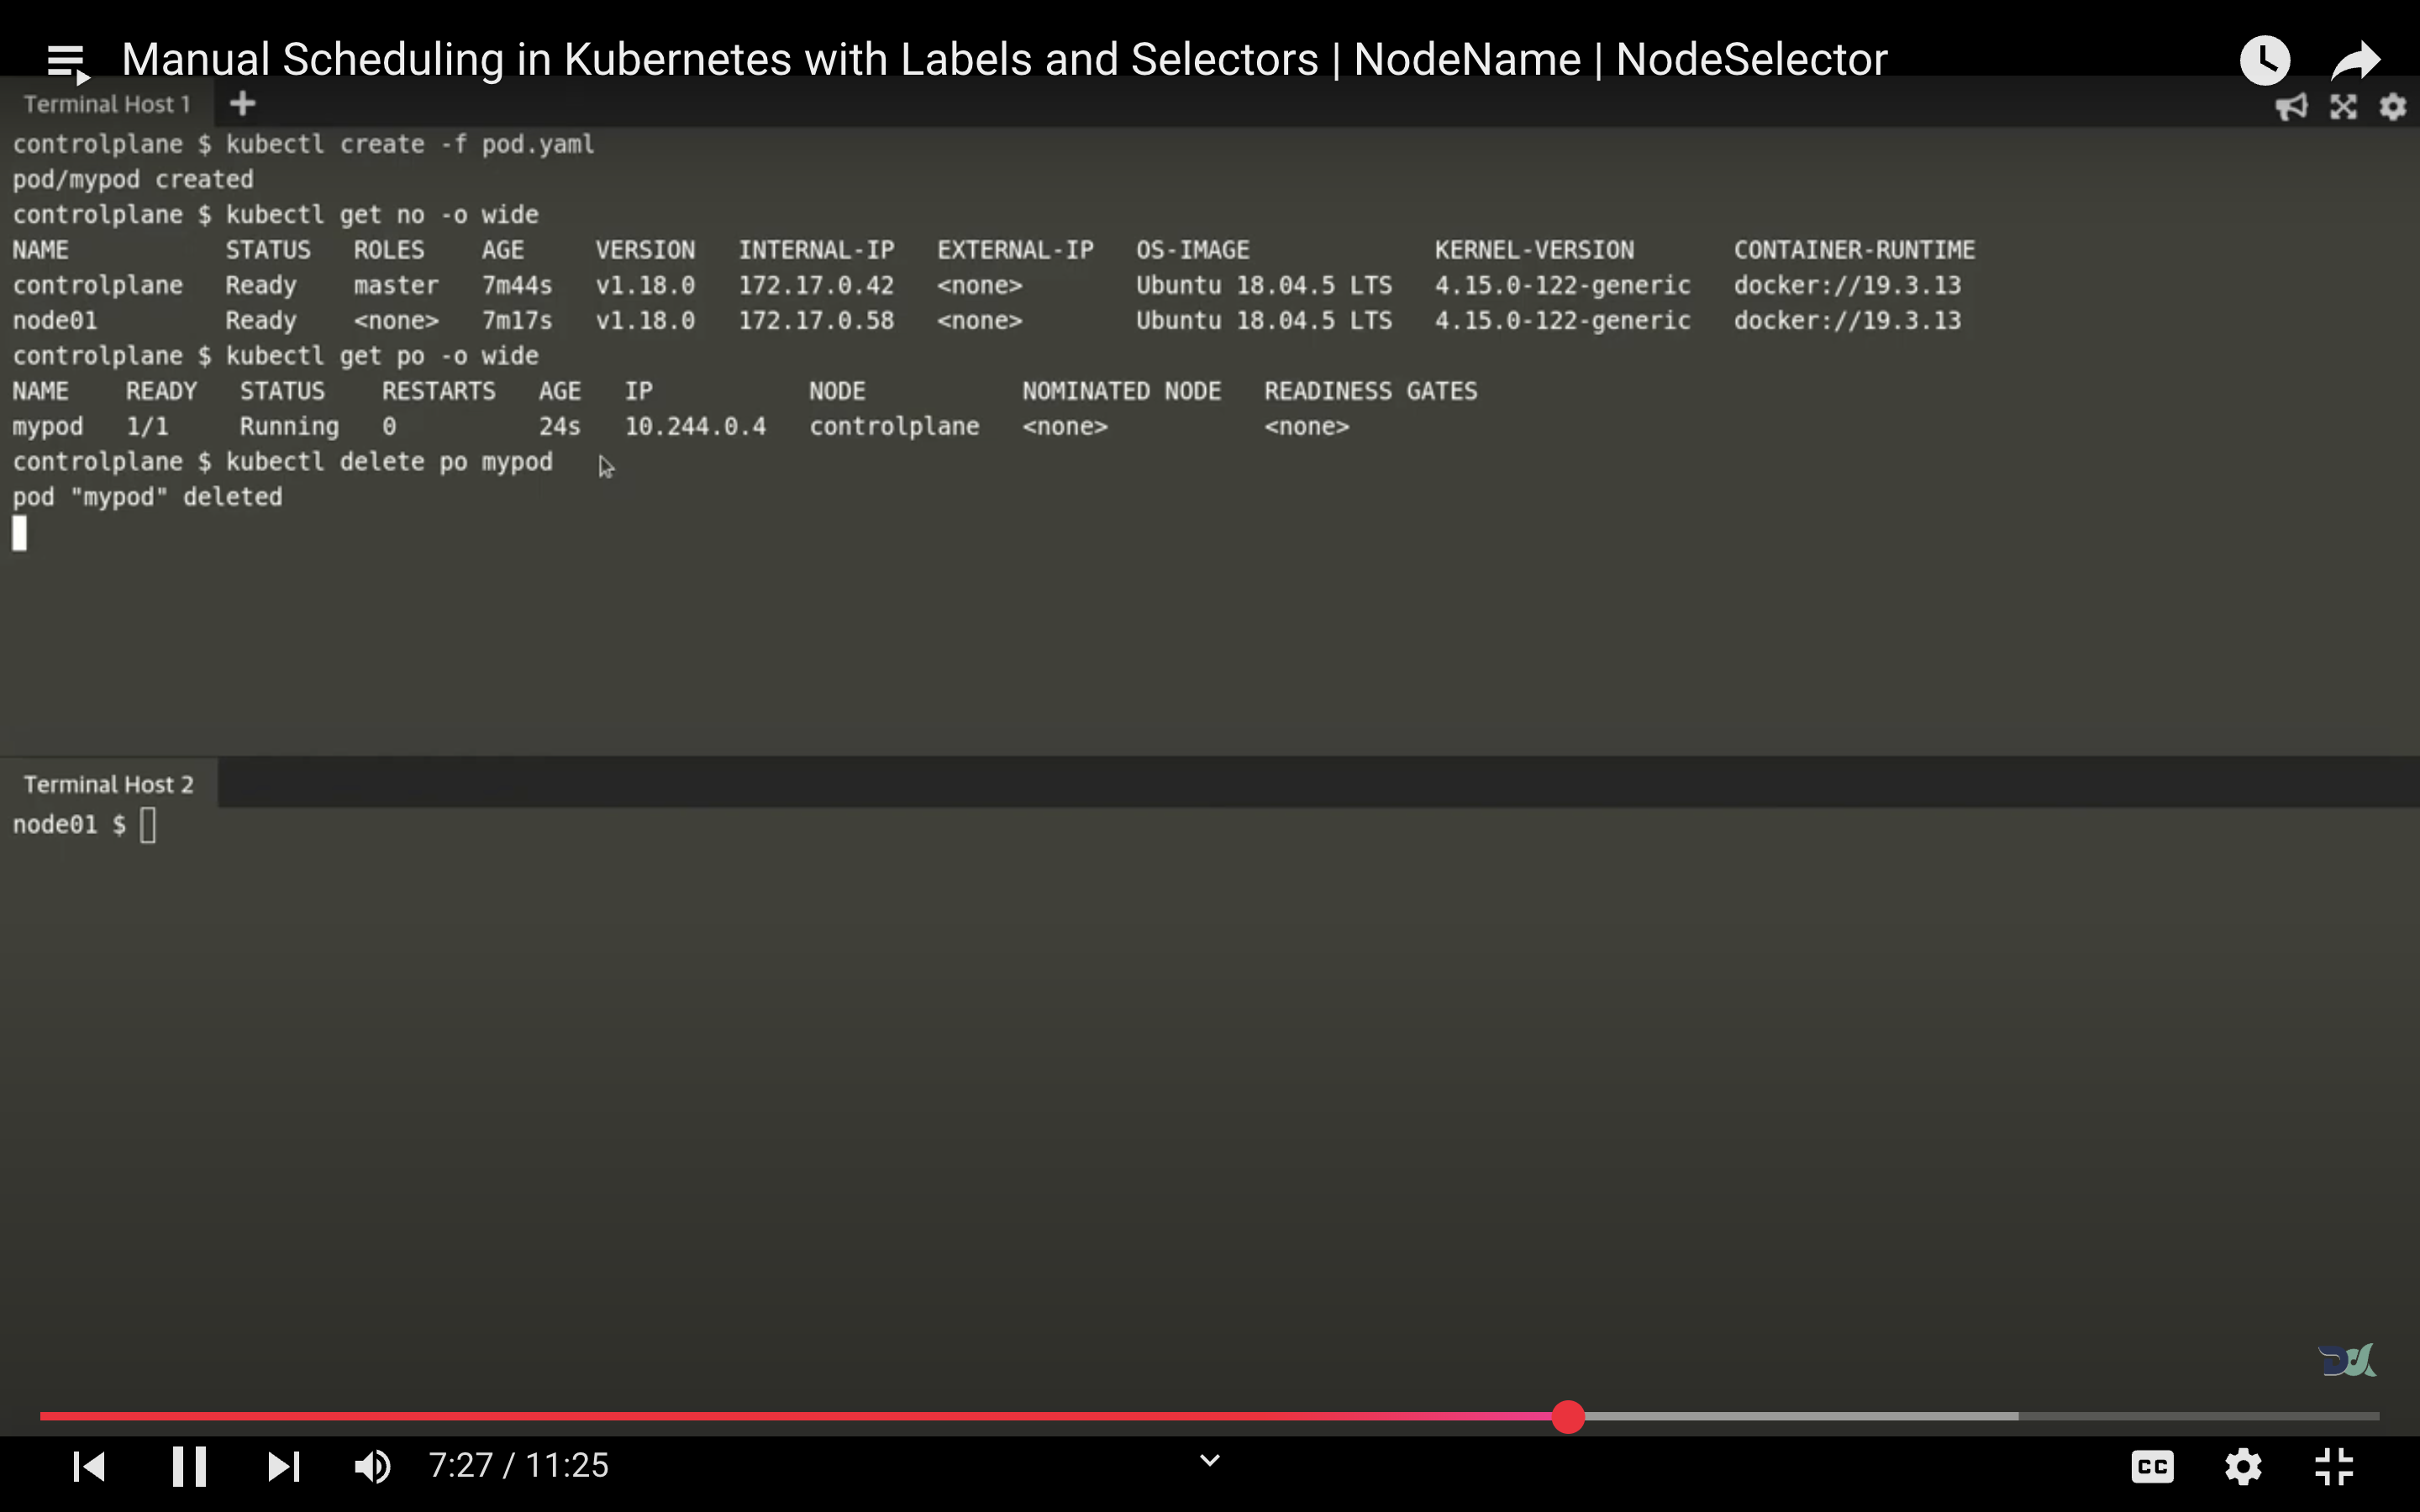 Manual Scheduling in Kubernetes with Labels and Selectors | NodeName | NodeSelector
Terminal Host 1 +
controlplane $ kubectl create -f pod.yaml
pod/mypod created
controlplane $ kubectl get no -o wide
NAME STATUS ROLES AGE VERSION INTERNAL-IP EXTERNAL-IP OS-IMAGE KERNEL-VERSION CONTAINER-RUNTIME
controlplane Ready master 7m44s v1.18.0 172.17.0.42 <none> Ubuntu 18.04.5 LTS 4.15.0-122-generic docker://19.3.13
node01 Ready <none> 7m17s v1.18.0 172.17.0.58 <none> Ubuntu 18.04.5 LTS 4.15.0-122-generic docker://19.3.13
controlplane $ kubectl get po -o wide
NAME READY STATUS RESTARTS AGE IP NODE NOMINATED NODE READINESS GATES
mypod 1/1 Running 0 24s 10.244.0.4 controlplane <none> <none>
controlplane $ kubectl delete po mypod
pod "mypod" deleted
Terminal Host 2
node01 $
7:27 / 11:25
CC